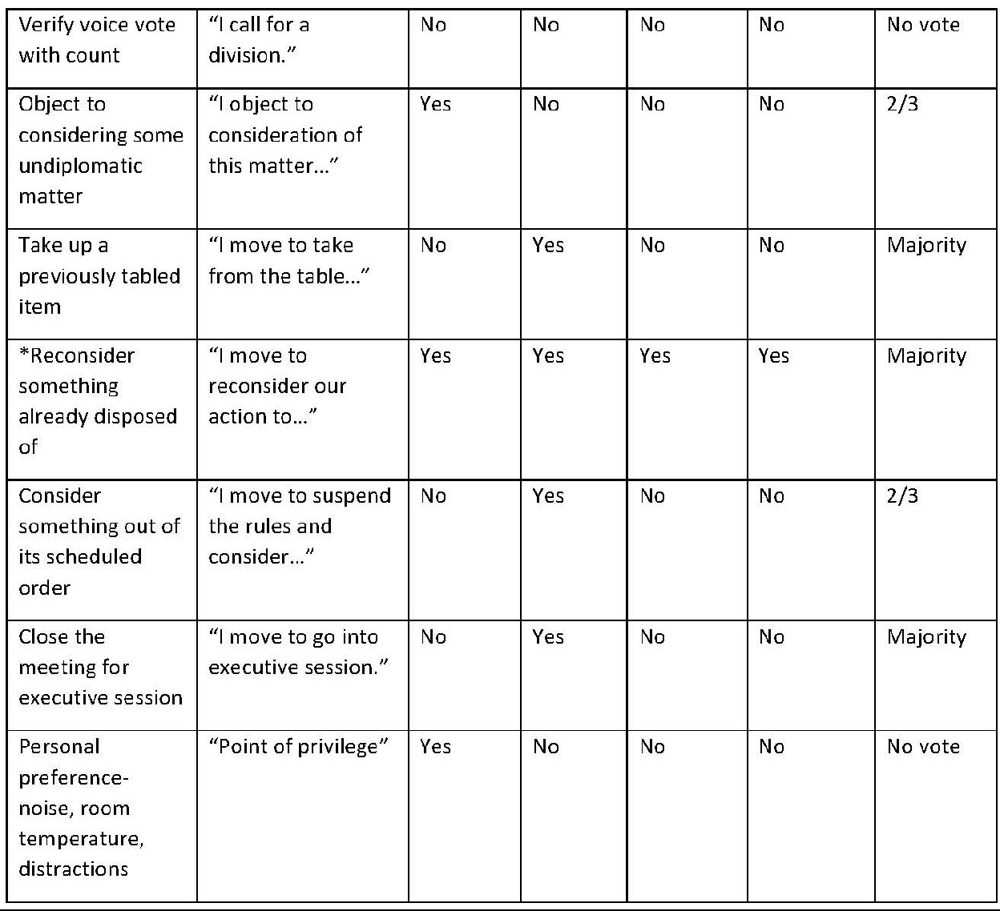 Verify voice vote “I call for a No No No No No vote
with count division.”
Object to “I object to Yes No No No 2/3
considering some consideration of
undiplomatic this matter…”
matter
Take up a “I move to take No Yes No No Majority
previously tabled from the table…”
item
*Reconsider “I move to Yes Yes Yes Yes Majority
something reconsider our
already disposed action to…”
of
Consider “I move to suspend No Yes No No 2/3
something out of the rules and
its scheduled consider…”
order
Close the “I move to go into No Yes No No Majority
meeting for executive session.”
executive session
Personal “Point of privilege” Yes No No No No vote
preference-
noise, room
temperature,
distractions